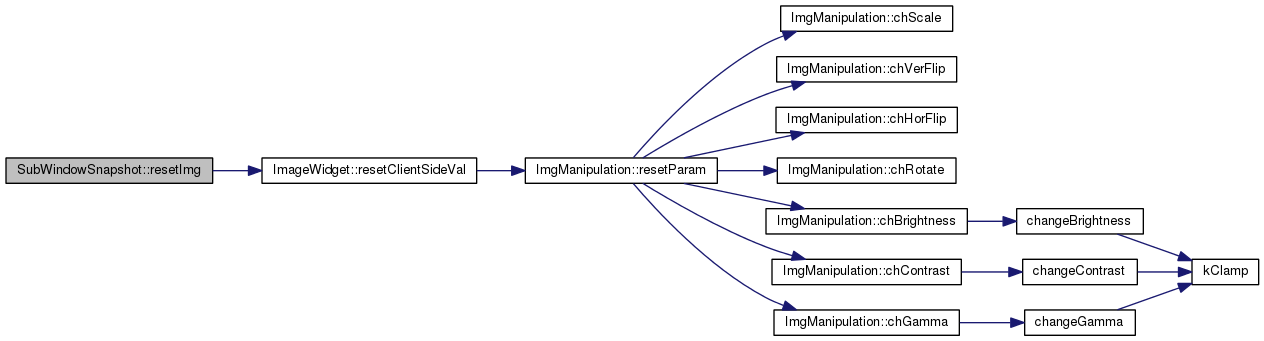 SubWindowSnapshot::resetImg
ImageWidget::resetClientSideVal
ImgManipulation::resetParam
ImgManipulation::chScale
ImgManipulation::chVerFlip
ImgManipulation::chHorFlip
ImgManipulation::chRotate
ImgManipulation::chBrightness
changeBrightness
ImgManipulation::chContrast
changeContrast
kClamp
ImgManipulation::chGamma
changeGamma